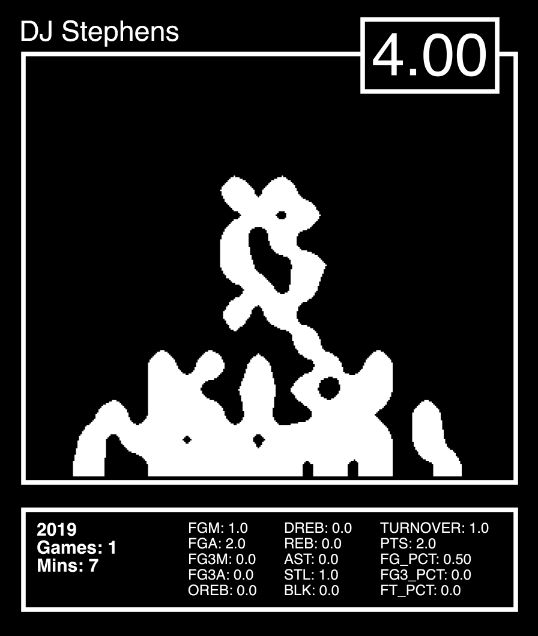 DJ Stephens
4.00
2019
Games: 1
Mins: 7
FGM: 1.0
FGA: 2.0
FG3M: 0.0
FG3A: 0.0
OREB: 0.0
DREB: 0.0
REB: 0.0
AST: 0.0
STL: 1.0
BLK: 0.0
TURNOVER: 1.0
PTS: 2.0
FG_PCT: 0.50
FG3_PCT: 0.0
FT_PCT: 0.0